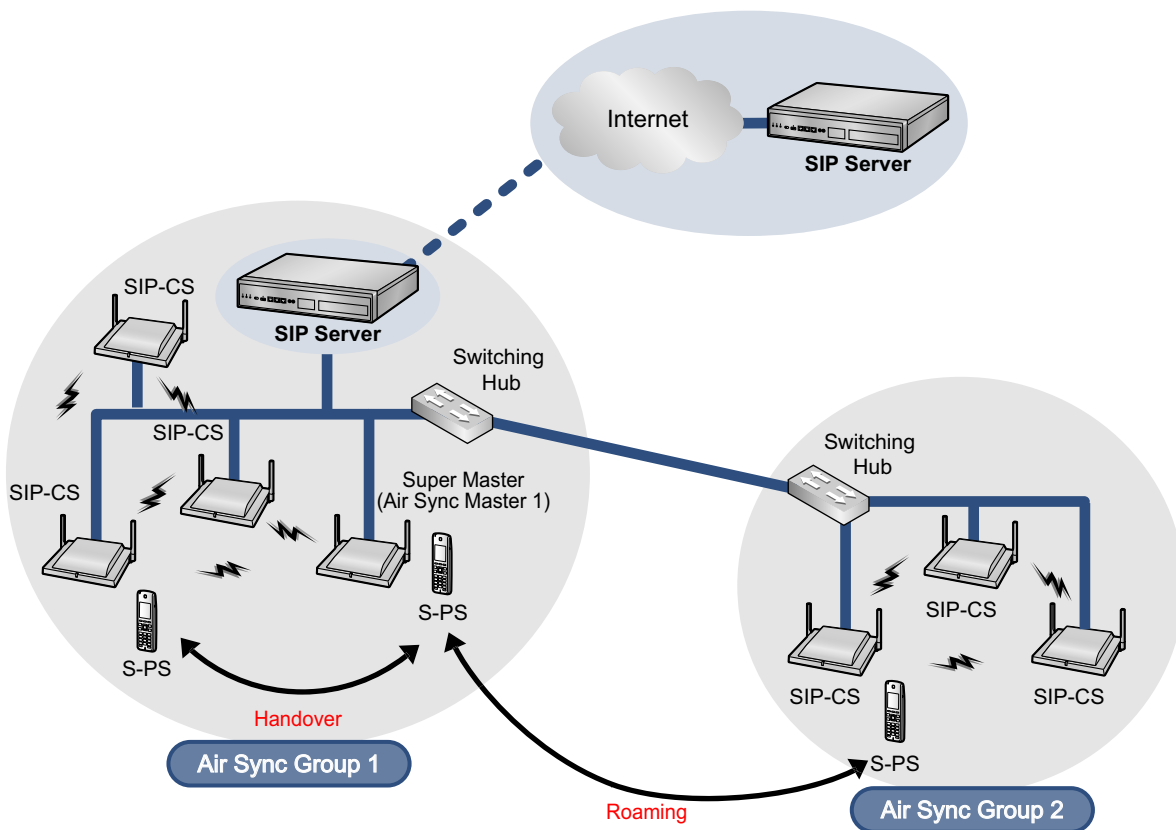 Internet
SIP Server
SIP-CS
SIP Server
Switching
Hub
SIP-CS
SIP-CS
Super Master
(Air Sync Master 1)
Switching
Hub
S-PS
S-PS
SIP-CS
SIP-CS
SIP-CS
S-PS
Handover
Air Sync Group 1
Roaming
Air Sync Group 2